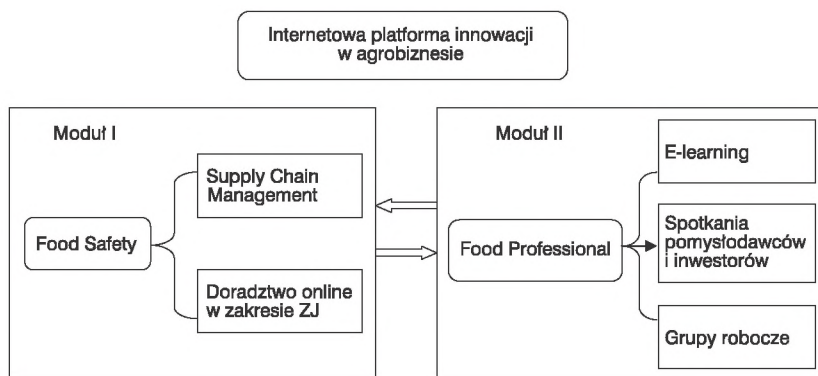 Internetowa platforma innowacji
w agrobiznesie
Moduł I
Supply Chain
Management
Food Safety
Doradztwo online
w zakresie ZJ
Moduł II
E-learning
Food Professional
Spotkania
pomysłodawców
i inwestorów
Grupy robocze